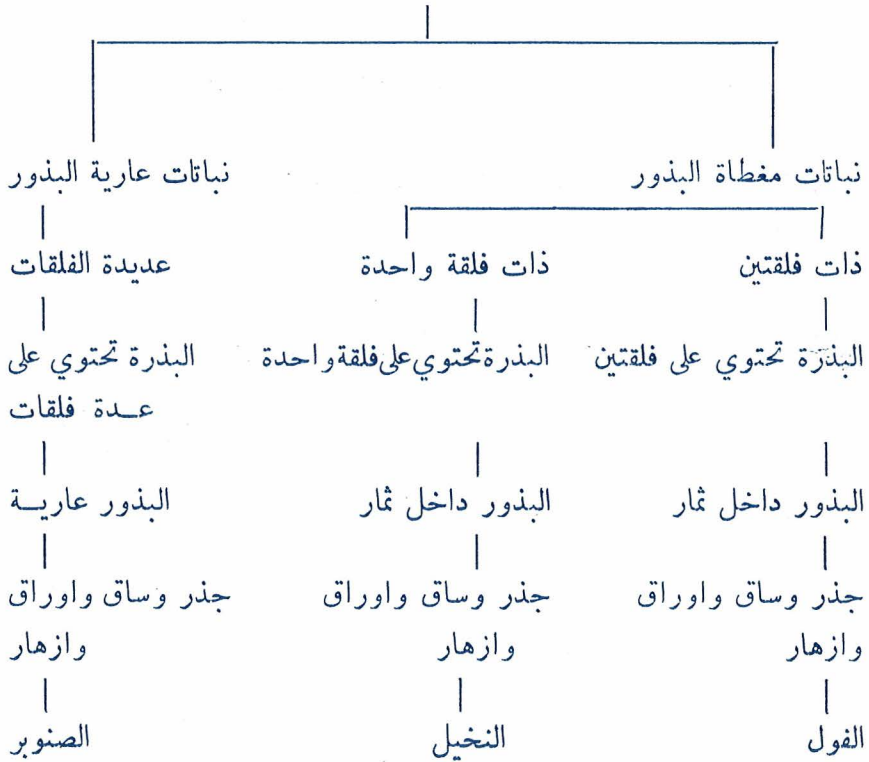 نباتات مغطاة البذور
نباتات عارية البذور
ذات فلقتين
ذات فلقة واحدة
عديدة الفلقات
البذرة تحتوي على فلقتين
البذرة تحتوي على فلقة واحدة
البذرة تحتوي على
عـدة فلقات
البذور داخل ثمار
البذور داخل ثمار
البذور عاريـة
جذر وساق واوراق
وازهار
جذر وساق واوراق
وازهار
جذر وساق واوراق
وازهار
الفول
النخيل
الصنوبر